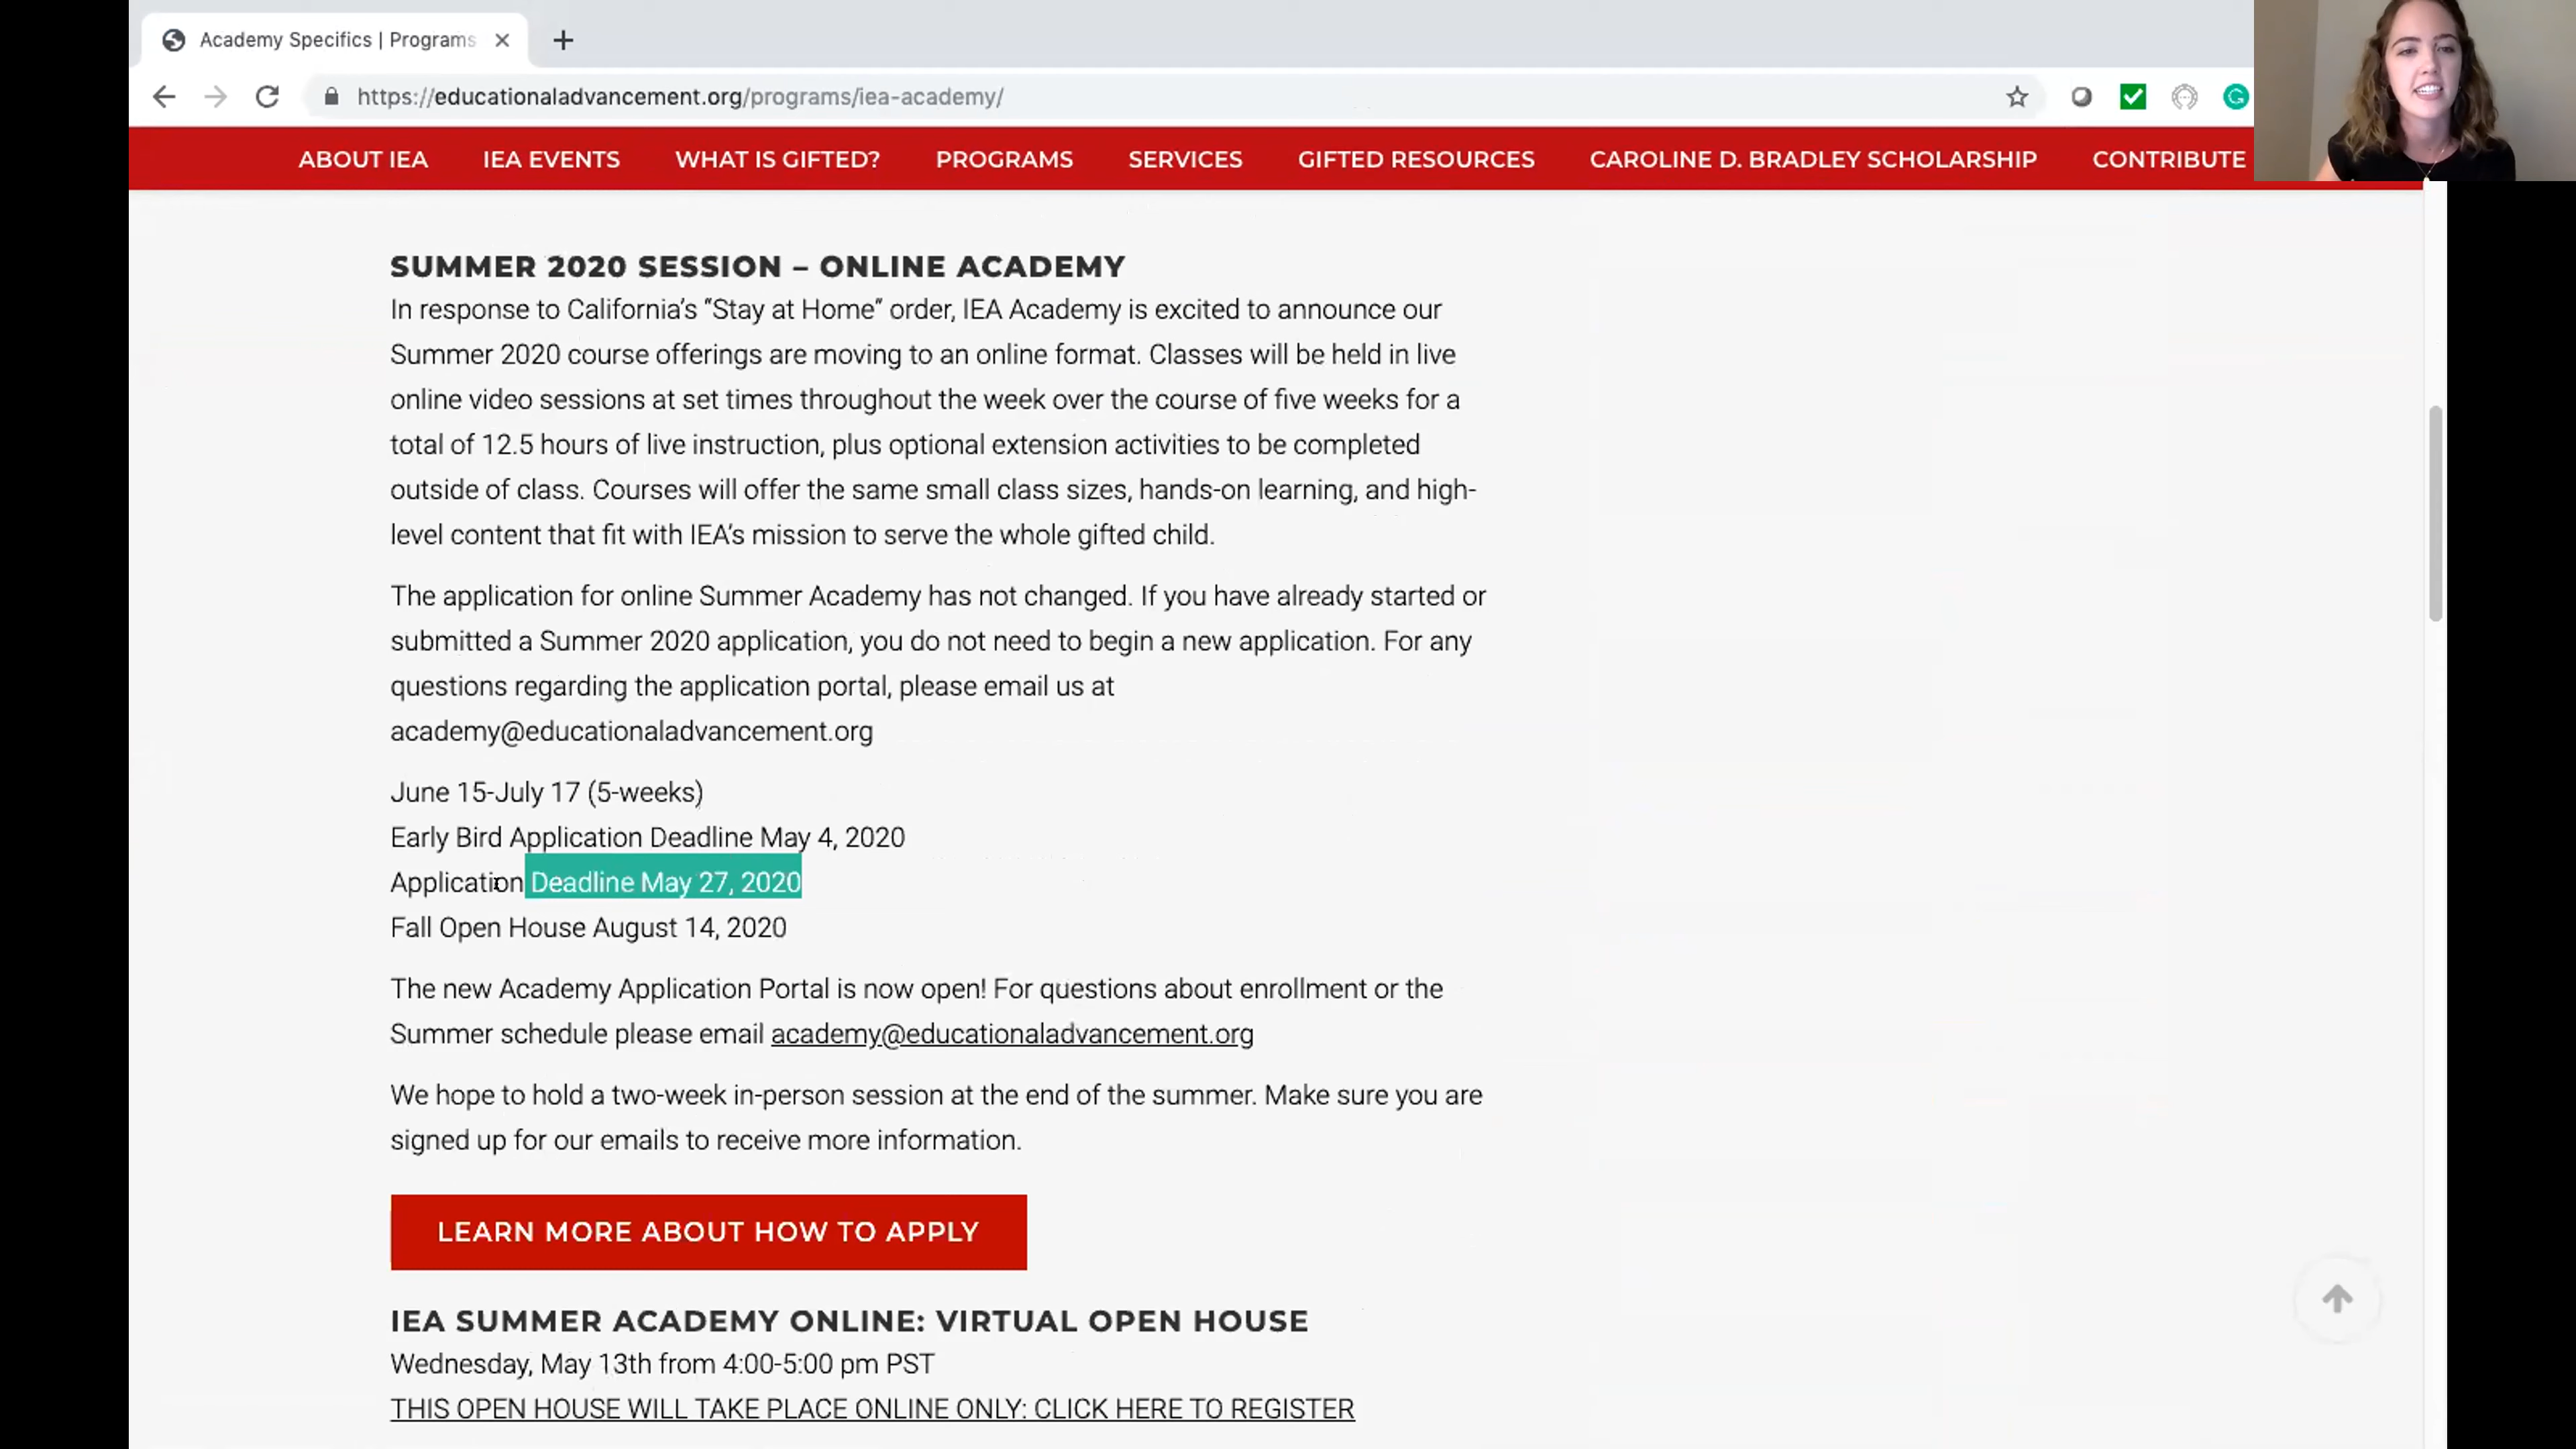 Academy Specifics | Programs
https://educationaladvancement.org/programs/iea-academy/
ABOUT IEA IEA EVENTS WHAT IS GIFTED? PROGRAMS SERVICES GIFTED RESOURCES CAROLINE D. BRADLEY SCHOLARSHIP CONTRIBUTE
SUMMER 2020 SESSION – ONLINE ACADEMY
In response to California's “Stay at Home” order, IEA Academy is excited to announce our
Summer 2020 course offerings are moving to an online format. Classes will be held in live
online video sessions at set times throughout the week over the course of five weeks for a
total of 12.5 hours of live instruction, plus optional extension activities to be completed
outside of class. Courses will offer the same small class sizes, hands-on learning, and high-
level content that fit with IEA's mission to serve the whole gifted child.
The application for online Summer Academy has not changed. If you have already started or
submitted a Summer 2020 application, you do not need to begin a new application. For any
questions regarding the application portal, please email us at
academy@educationaladvancement.org
June 15-July 17 (5-weeks)
Early Bird Application Deadline May 4, 2020
Application Deadline May 27, 2020
Fall Open House August 14, 2020
The new Academy Application Portal is now open! For questions about enrollment or the
Summer schedule please email academy@educationaladvancement.org
We hope to hold a two-week in-person session at the end of the summer. Make sure you are
signed up for our emails to receive more information.
LEARN MORE ABOUT HOW TO APPLY
IEA SUMMER ACADEMY ONLINE: VIRTUAL OPEN HOUSE
Wednesday, May 13th from 4:00-5:00 pm PST
THIS OPEN HOUSE WILL TAKE PLACE ONLINE ONLY: CLICK HERE TO REGISTER